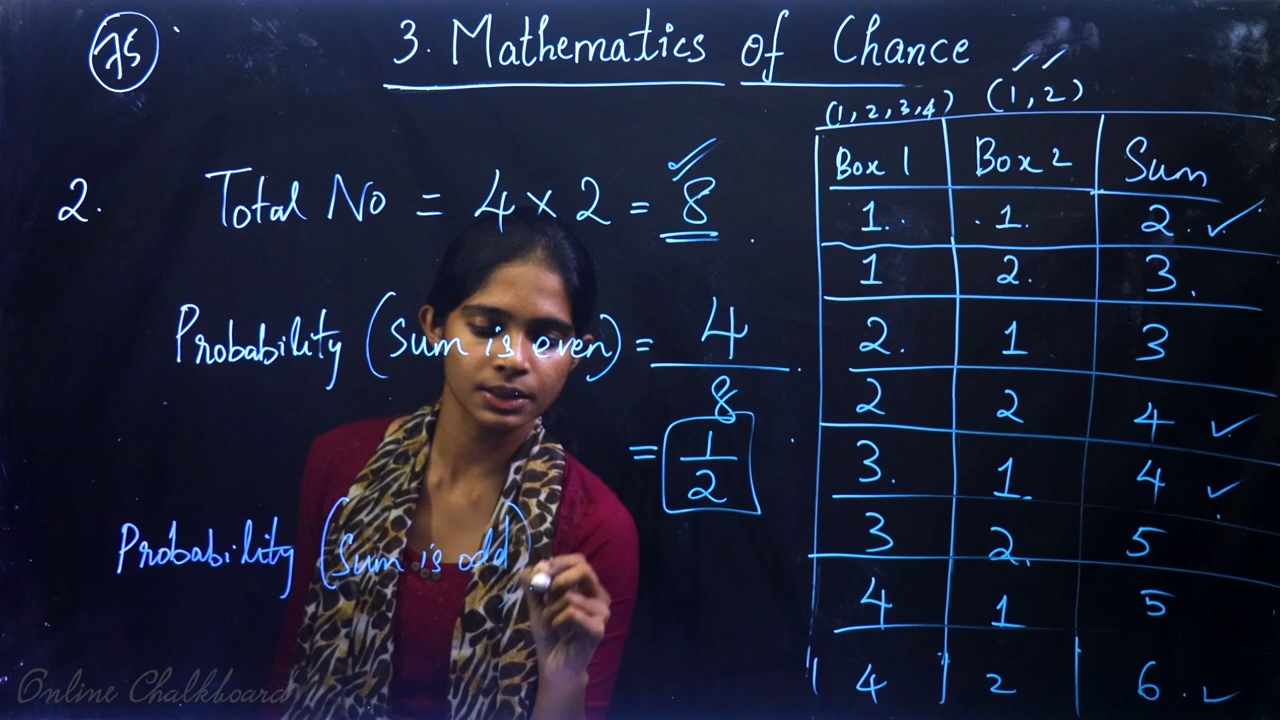 75
3. Mathematics of Chance
2. Total No = 4 × 2 = 8
Probability (Sum is even) = 4
8
= 1
2
Probability (Sum is odd)
(1,2,3,4) (1,2)
Box 1 Box 2 Sum
1. 1. 2. ✓
1 2. 3.
2. 1 3
2 2 4 ✓
3. 1. 4 ✓
3 2. 5
4 1 5
4 2 6. ✓
Online Chalkboard